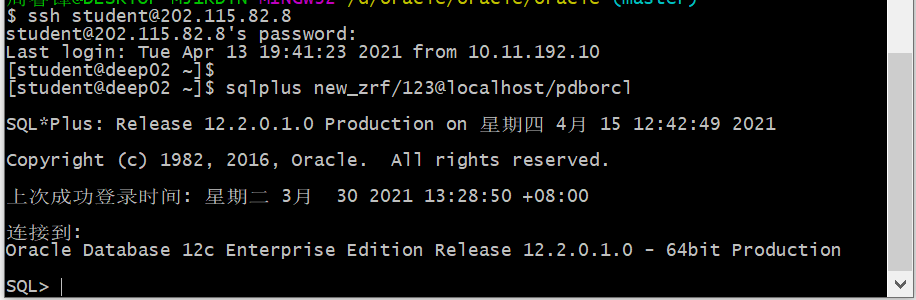 MINGW32 /d/oracle/oracle/oracle (master)
$ ssh student@202.115.82.8
student@202.115.82.8's password:
Last login: Tue Apr 13 19:41:23 2021 from 10.11.192.10
[student@deep02 ~]$
[student@deep02 ~]$ sqlplus new_zrf/123@localhost/pdborcl
SQL*Plus: Release 12.2.0.1.0 Production on 星期四 4月 15 12:42:49 2021
Copyright (c) 1982, 2016, Oracle.  All rights reserved.
上次成功登录时间: 星期二 3月  30 2021 13:28:50 +08:00
连接到:
Oracle Database 12c Enterprise Edition Release 12.2.0.1.0 - 64bit Production
SQL>